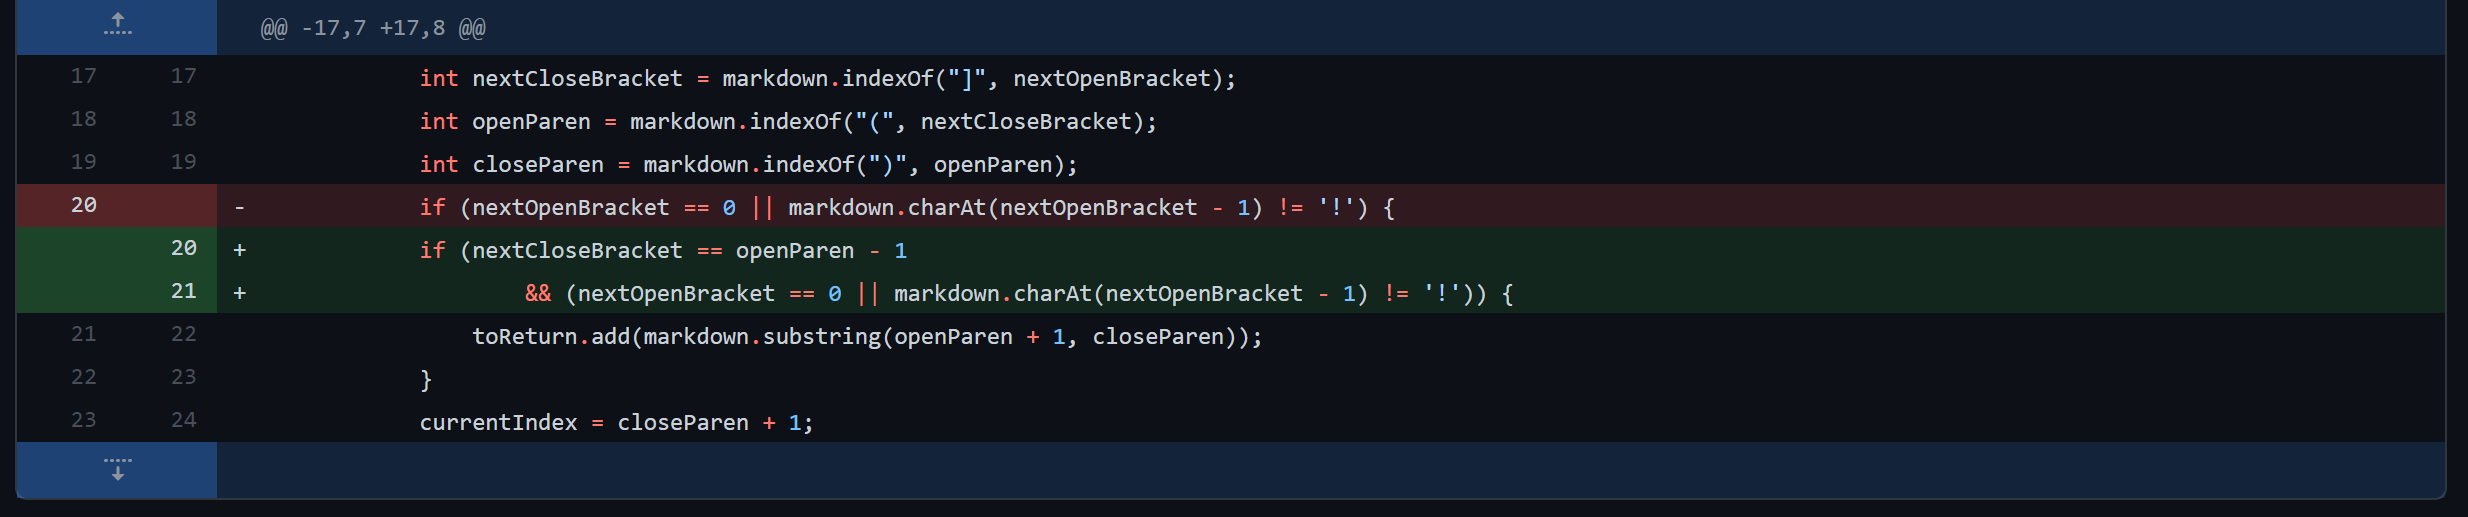 @@ -17,7 +17,8 @@
17 17 int nextCloseBracket = markdown.indexOf("]", nextOpenBracket);
18 18 int openParen = markdown.indexOf("(", nextCloseBracket);
19 19 int closeParen = markdown.indexOf(")", openParen);
20 - if (nextOpenBracket == 0 || markdown.charAt(nextOpenBracket - 1) != '!') {
20 + if (nextCloseBracket == openParen - 1
21 + && (nextOpenBracket == 0 || markdown.charAt(nextOpenBracket - 1) != '!')) {
21 22 toReturn.add(markdown.substring(openParen + 1, closeParen));
22 23 }
23 24 currentIndex = closeParen + 1;